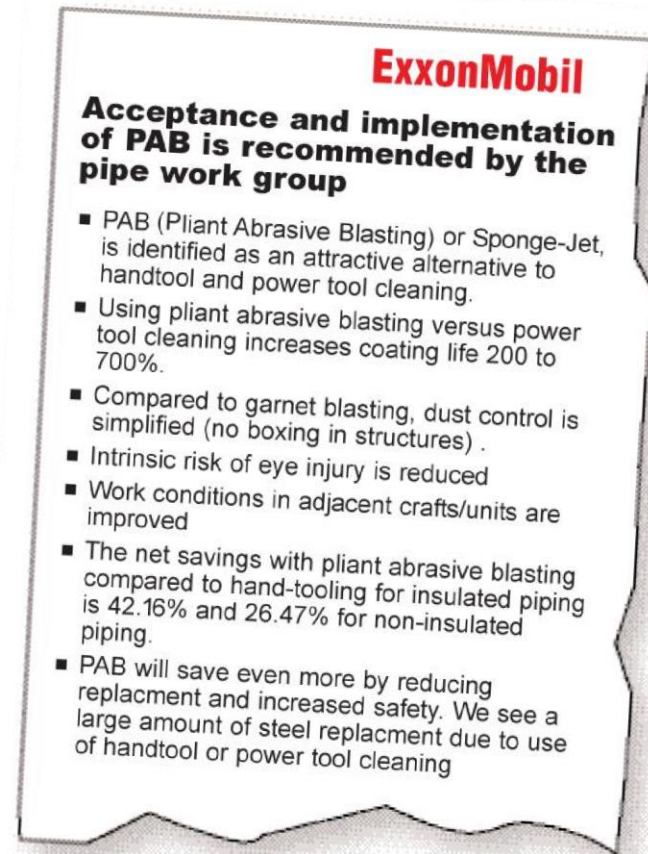 ExxonMobil
Acceptance and implementation
of PAB is recommended by the
pipe work group
▪ PAB (Pliant Abrasive Blasting) or Sponge-Jet,
is identified as an attractive alternative to
handtool and power tool cleaning.
▪ Using pliant abrasive blasting versus power
tool cleaning increases coating life 200 to
700%.
▪ Compared to garnet blasting, dust control is
simplified (no boxing in structures) .
▪ Intrinsic risk of eye injury is reduced
▪ Work conditions in adjacent crafts/units are
improved
▪ The net savings with pliant abrasive blasting
compared to hand-tooling for insulated piping
is 42.16% and 26.47% for non-insulated
piping.
▪ PAB will save even more by reducing
replacment and increased safety. We see a
large amount of steel replacment due to use
of handtool or power tool cleaning